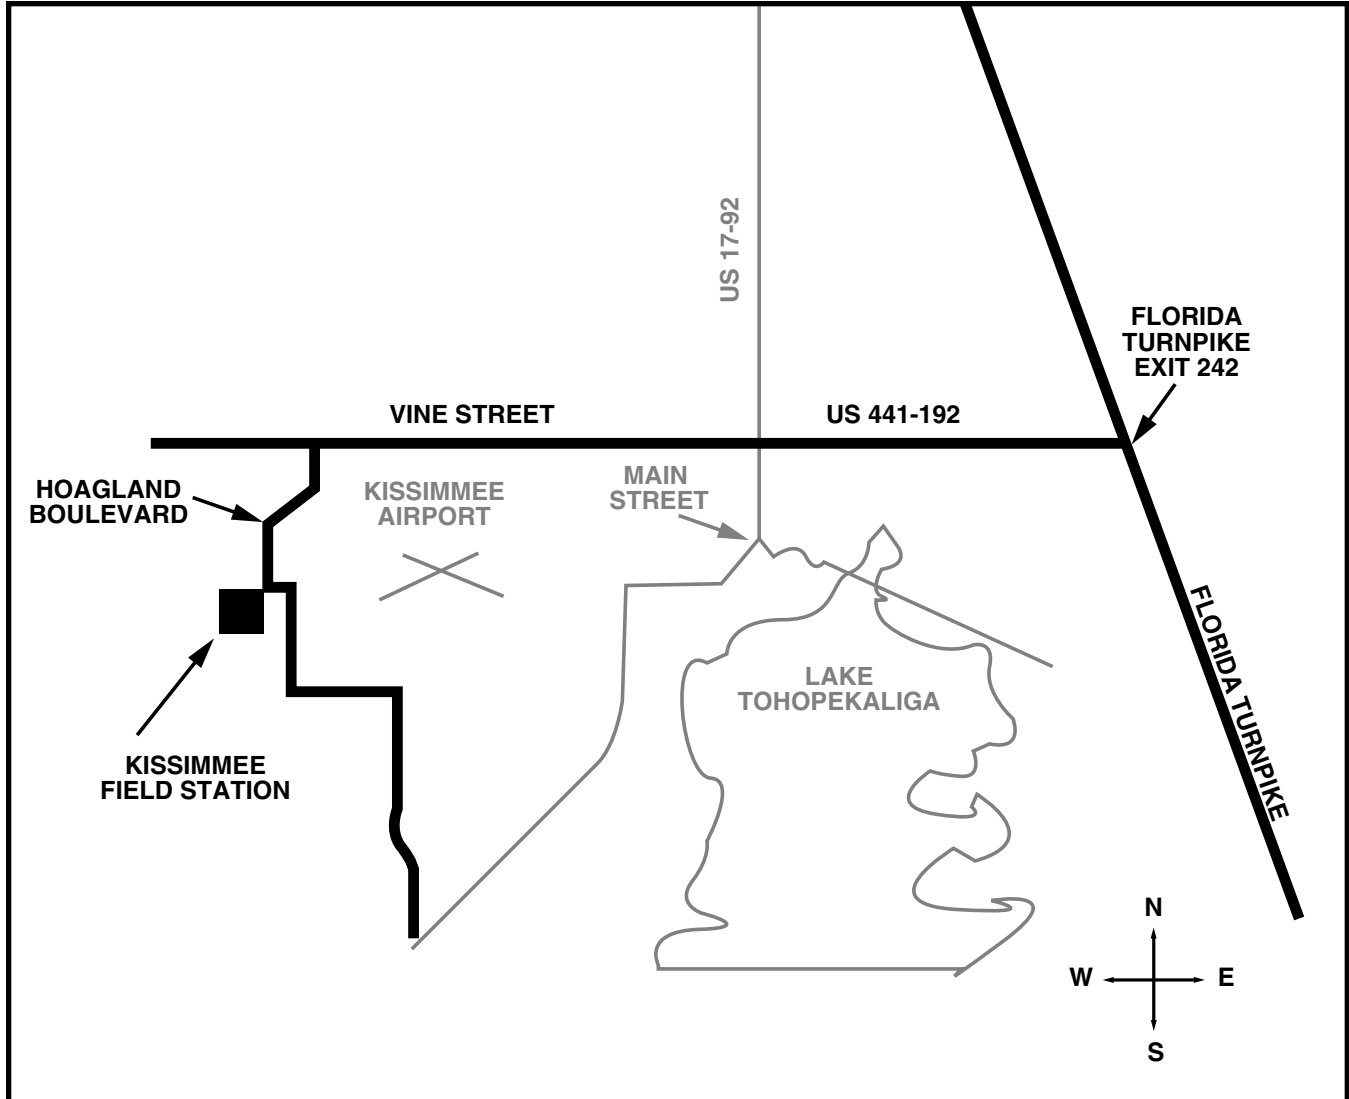 US 17-92
FLORIDA
TURNPIKE
EXIT 242
VINE STREET
US 441-192
HOAGLAND
BOULEVARD
KISSIMMEE
AIRPORT
MAIN
STREET
FLORIDA TURNPIKE
LAKE
TOHOPEKALIGA
KISSIMMEE
FIELD STATION
N
W
E
S